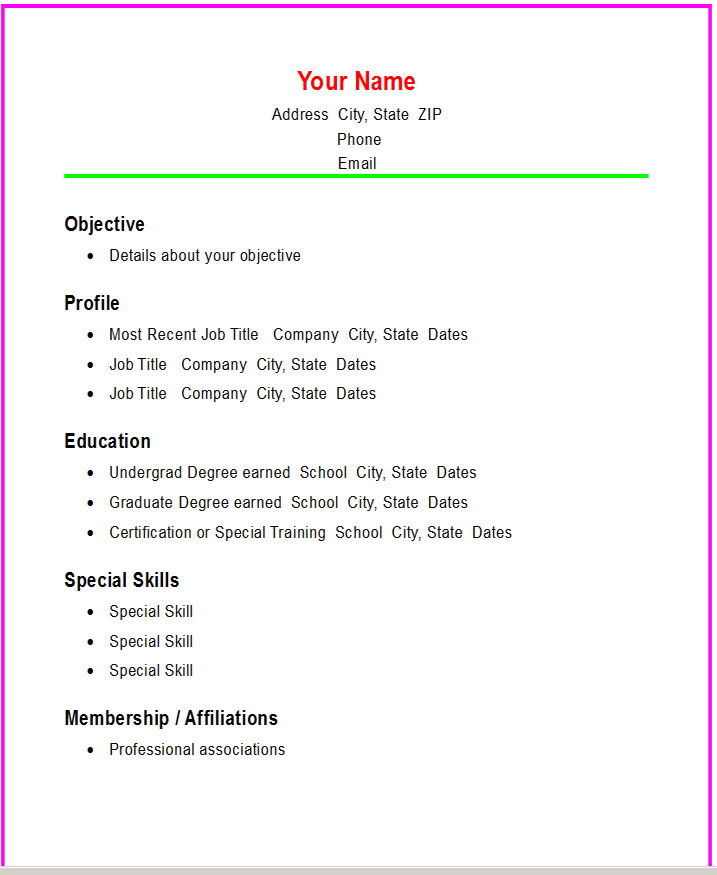 Your Name
Address City, State ZIP
Phone
Email
Objective
• Details about your objective
Profile
• Most Recent Job Title Company City, State Dates
• Job Title Company City, State Dates
• Job Title Company City, State Dates
Education
• Undergrad Degree earned School City, State Dates
• Graduate Degree earned School City, State Dates
• Certification or Special Training School City, State Dates
Special Skills
• Special Skill
• Special Skill
• Special Skill
Membership / Affiliations
• Professional associations